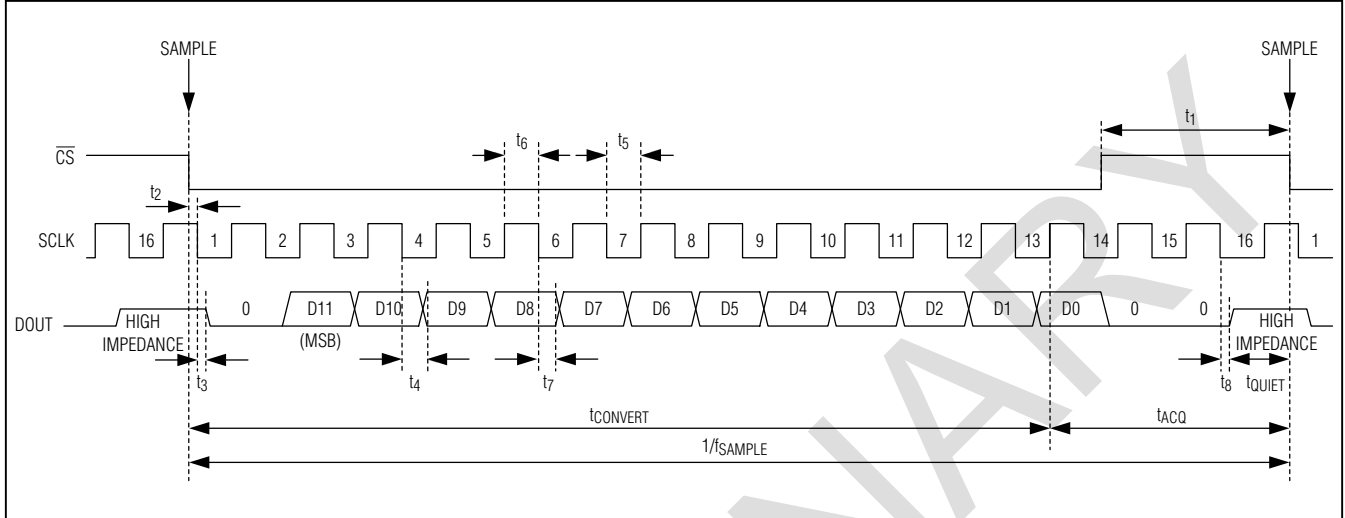 SAMPLE SAMPLE
t1
CS t6 t5
t2
SCLK 16 1 2 3 4 5 6 7 8 9 10 11 12 13 14 15 16 1
DOUT HIGH IMPEDANCE 0 D11 D10 D9 D8 D7 D6 D5 D4 D3 D2 D1 D0 0 0 HIGH IMPEDANCE
(MSB)
t3 t4 t7 t8 tQUIET
tCONVERT tACQ
1/fSAMPLE
NARY